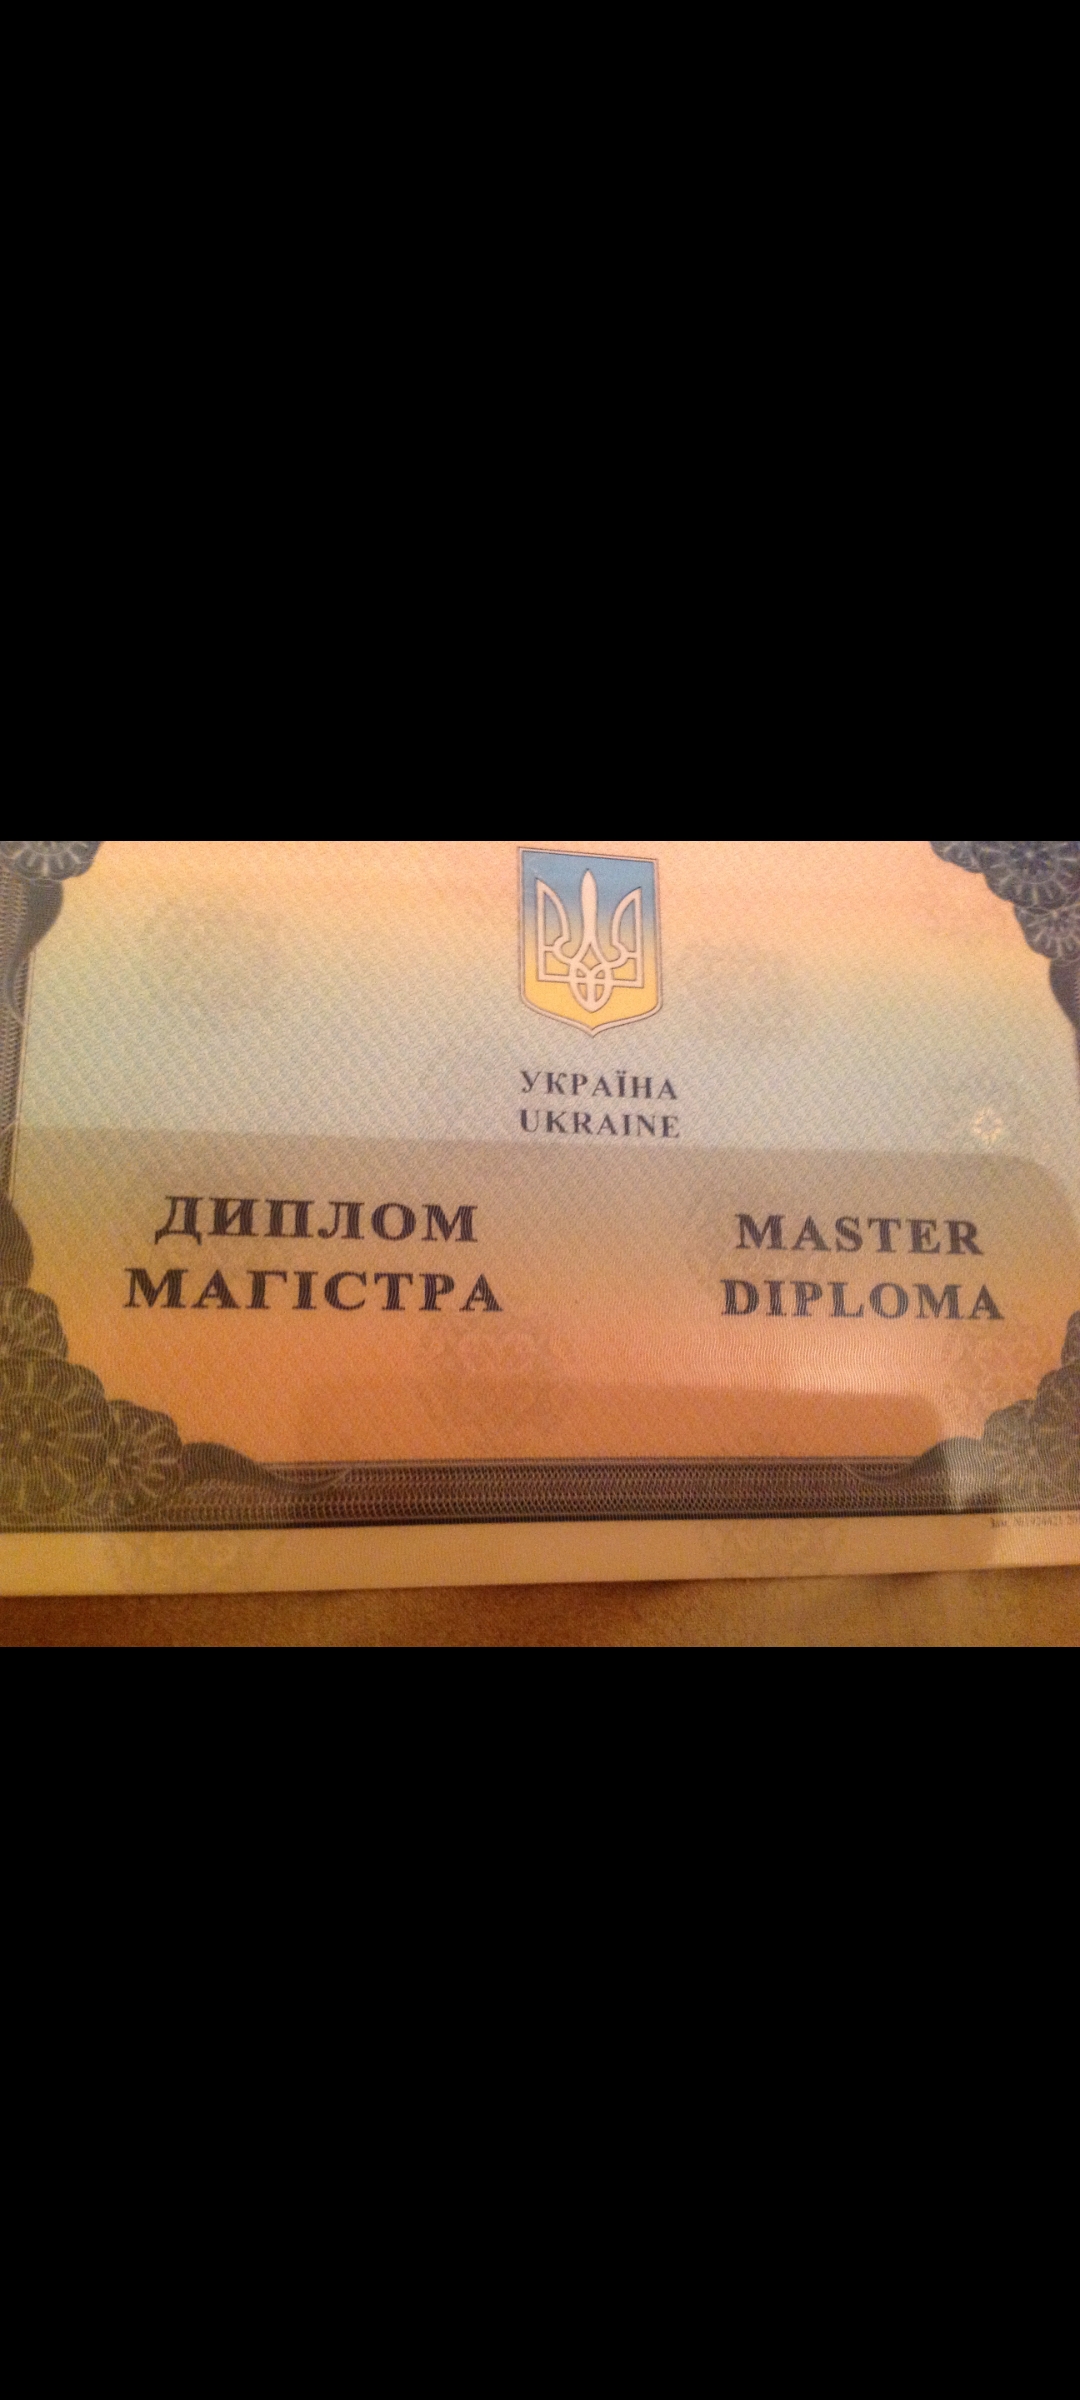 УКРАЇНА
UKRAINE
ДИПЛОМ
МАГІСТРА
MASTER
DIPLOMA